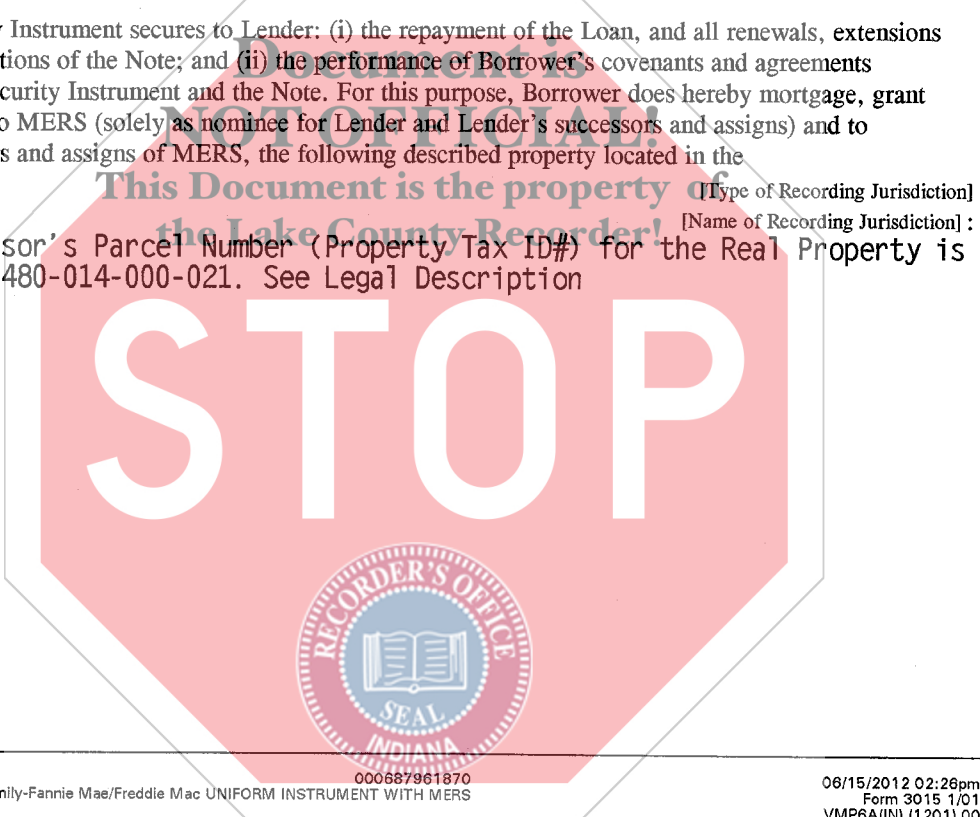 Instrument secures to Lender: (i) the repayment of the Loan, and all renewals, extensions
tions of the Note; and (ii) the performance of Borrower's covenants and agreements
curity Instrument and the Note. For this purpose, Borrower does hereby mortgage, grant
o MERS (solely as nominee for Lender and Lender's successors and assigns) and to
s and assigns of MERS, the following described property located in the
Document is
NOT OFFICIAL!
This Document is the property of
the Lake County Recorder!
[Type of Recording Jurisdiction]
[Name of Recording Jurisdiction] :
sor's Parcel Number (Property Tax ID#) for the Real Property is
480-014-000-021. See Legal Description
STOP
RECORDER'S OFFICE
SEAL
INDIANA
000687961870
nily-Fannie Mae/Freddie Mac UNIFORM INSTRUMENT WITH MERS
06/15/2012 02:26pm
Form 3015 1/01
VMP6A(IN) (1201).00